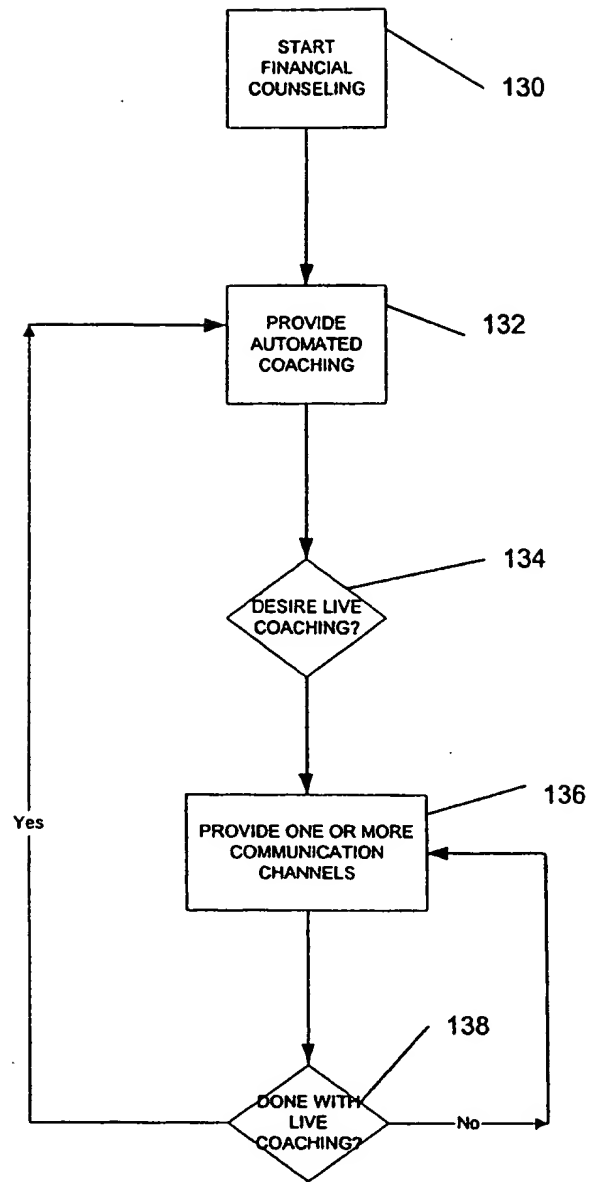 START
FINANCIAL
COUNSELING
130
PROVIDE
AUTOMATED
COACHING
132
134
DESIRE LIVE
COACHING?
136
PROVIDE ONE OR MORE
COMMUNICATION
CHANNELS
Yes
138
DONE WITH
LIVE
COACHING?
No